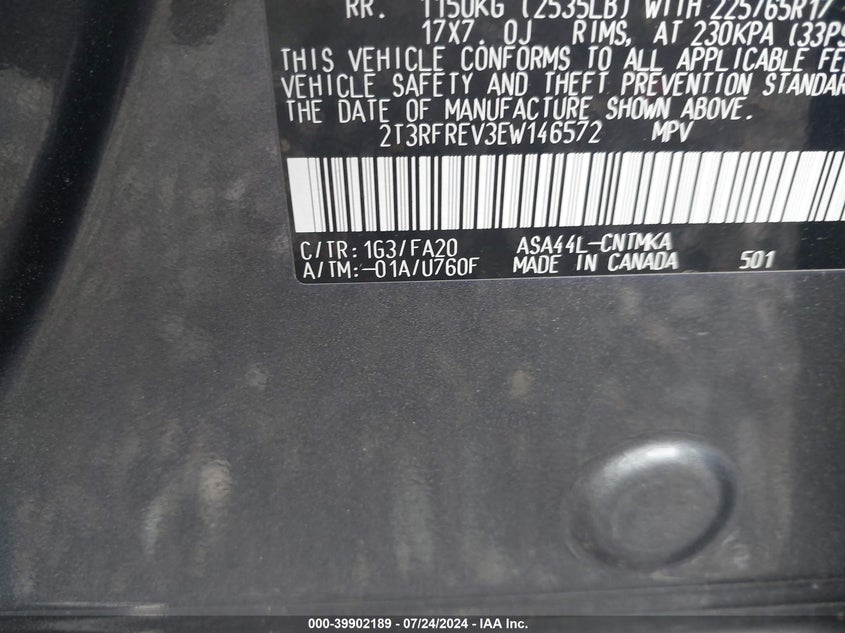 RR. 1150KG (2535LB) WITH 225/65R17
17X7. 0J RIMS, AT 230KPA (33PS
THIS VEHICLE CONFORMS TO ALL APPLICABLE FE
VEHICLE SAFETY AND THEFT PREVENTION STANDAR
THE DATE OF MANUFACTURE SHOWN ABOVE.
2T3RFREV3EW146572 MPV
C/TR: 1G3/FA20 ASA44L-CNTMKA
A/TM:-01A/U760F MADE IN CANADA 501
000-39902189 - 07/24/2024 - IAA Inc.